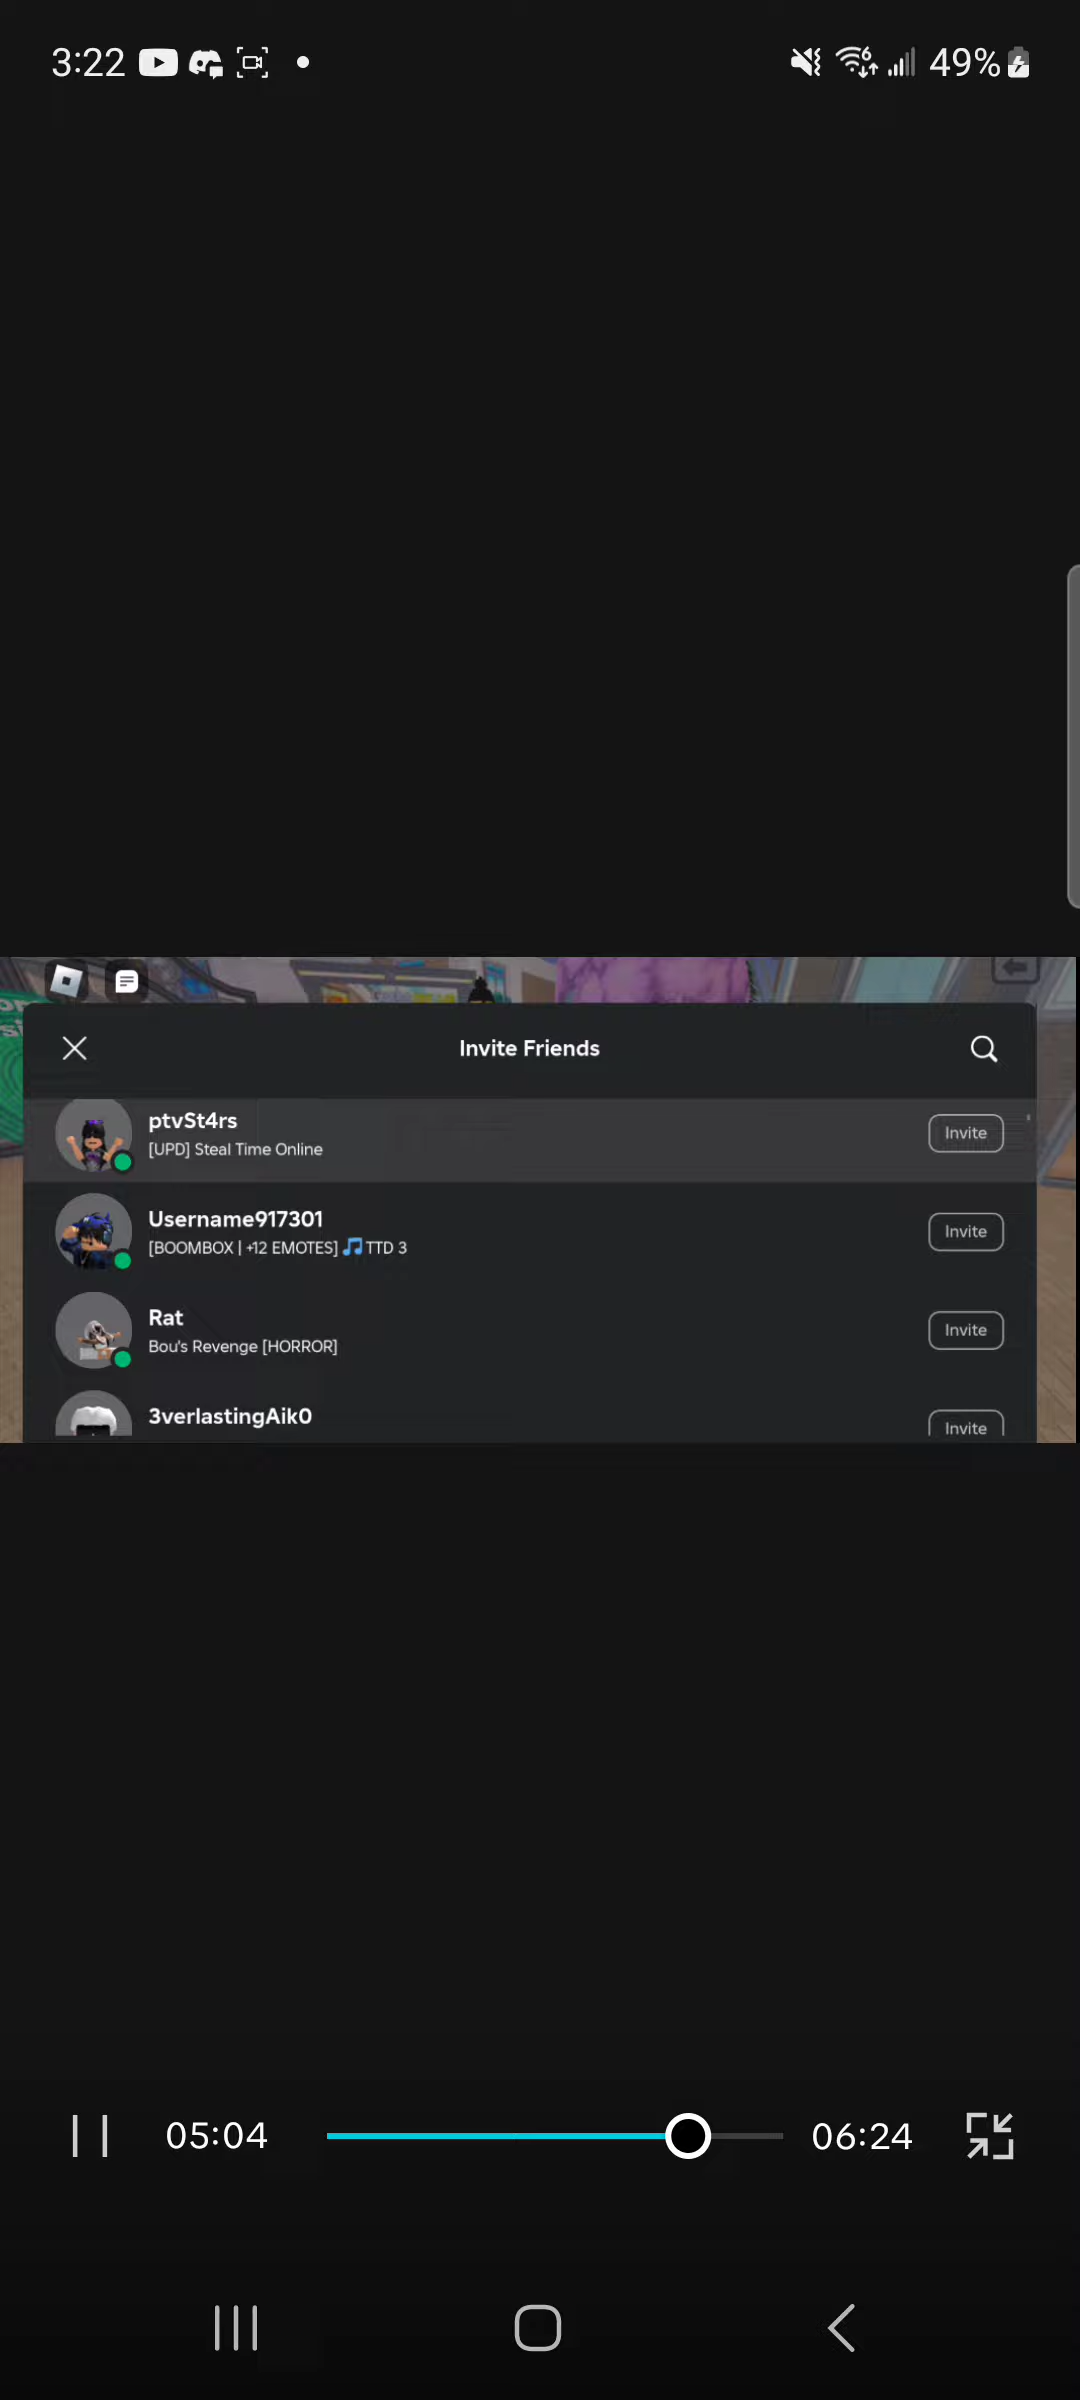 3:22
49%
Invite Friends
ptvSt4rs
[UPD] Steal Time Online
Invite
Username917301
[BOOMBOX | +12 EMOTES] 🎵 TTD 3
Invite
Rat
Bou's Revenge [HORROR]
Invite
3verlastingAik0
Invite
05:04
06:24